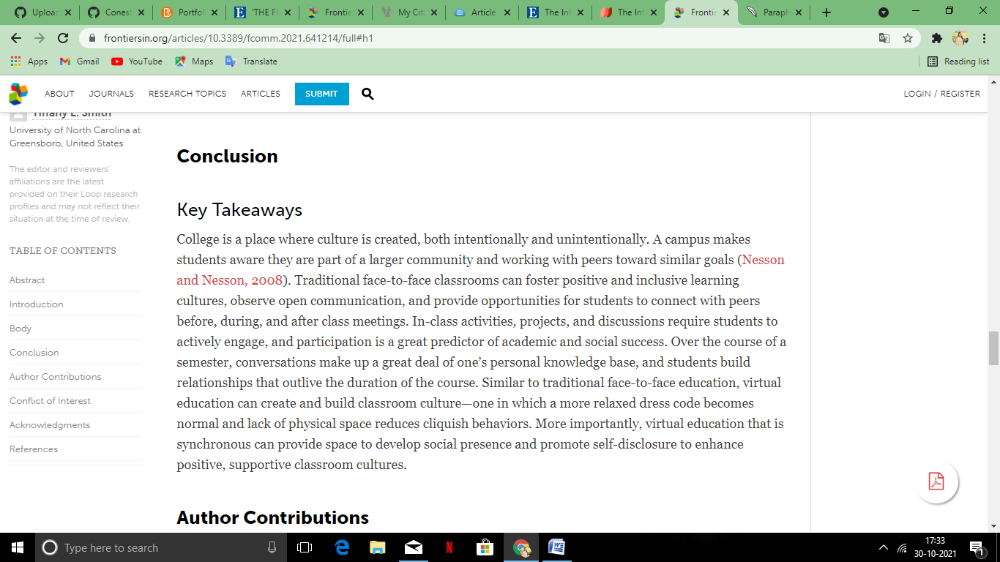 Uploac
Conest
Portfol
'THE FU
Frontie
My Cit
Article
The Inf
The Inf
Frontie
Paraph
frontiersin.org/articles/10.3389/fcomm.2021.641214/full#h1
Apps
Gmail
YouTube
Maps
Translate
Reading list
ABOUT
JOURNALS
RESEARCH TOPICS
ARTICLES
SUBMIT
LOGIN / REGISTER
Tiffany L. Smith
University of North Carolina at
Greensboro, United States
The editor and reviewers'
affiliations are the latest
provided on their Loop research
profiles and may not reflect their
situation at the time of review.
TABLE OF CONTENTS
Abstract
Introduction
Body
Conclusion
Author Contributions
Conflict of Interest
Acknowledgments
References
Conclusion
Key Takeaways
College is a place where culture is created, both intentionally and unintentionally. A campus makes
students aware they are part of a larger community and working with peers toward similar goals (Nesson
and Nesson, 2008). Traditional face-to-face classrooms can foster positive and inclusive learning
cultures, observe open communication, and provide opportunities for students to connect with peers
before, during, and after class meetings. In-class activities, projects, and discussions require students to
actively engage, and participation is a great predictor of academic and social success. Over the course of a
semester, conversations make up a great deal of one’s personal knowledge base, and students build
relationships that outlive the duration of the course. Similar to traditional face-to-face education, virtual
education can create and build classroom culture—one in which a more relaxed dress code becomes
normal and lack of physical space reduces cliquish behaviors. More importantly, virtual education that is
synchronous can provide space to develop social presence and promote self-disclosure to enhance
positive, supportive classroom cultures.
Author Contributions
Type here to search
17:33
30-10-2021
1